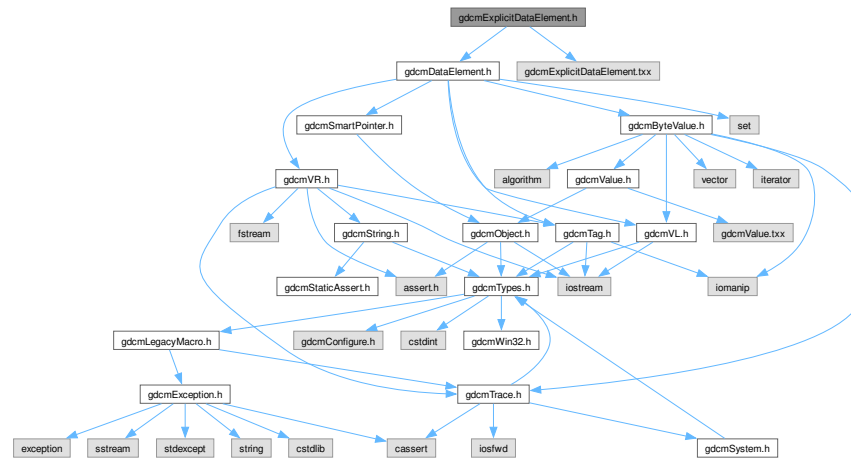 gdcmExplicitDataElement.h
gdcmDataElement.h
gdcmExplicitDataElement.txx
gdcmSmartPointer.h
gdcmByteValue.h
set
gdcmVR.h
algorithm
gdcmValue.h
vector
iterator
fstream
gdcmString.h
gdcmObject.h
gdcmTag.h
gdcmVL.h
gdcmValue.txx
gdcmStaticAssert.h
assert.h
gdcmTypes.h
iostream
iomanip
gdcmLegacyMacro.h
gdcmConfigure.h
cstdint
gdcmWin32.h
gdcmException.h
gdcmTrace.h
exception
sstream
stdexcept
string
cstdlib
cassert
iosfwd
gdcmSystem.h